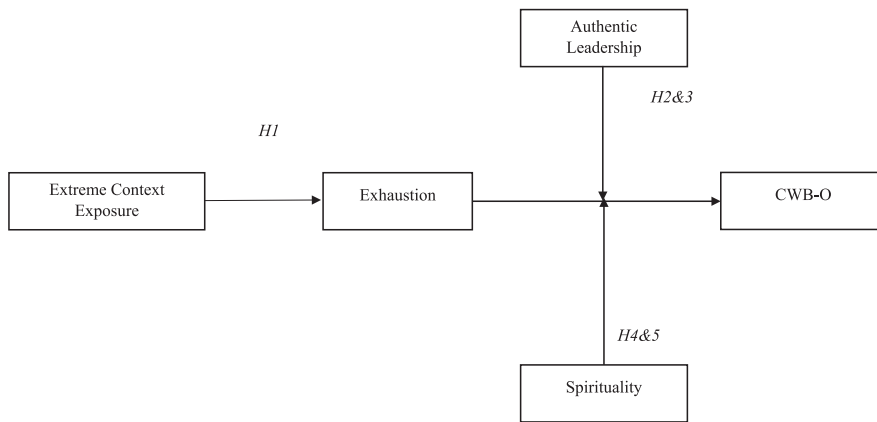 Authentic
Leadership
H2&3
H1
Extreme Context
Exposure
Exhaustion
CWB-O
H4&5
Spirituality